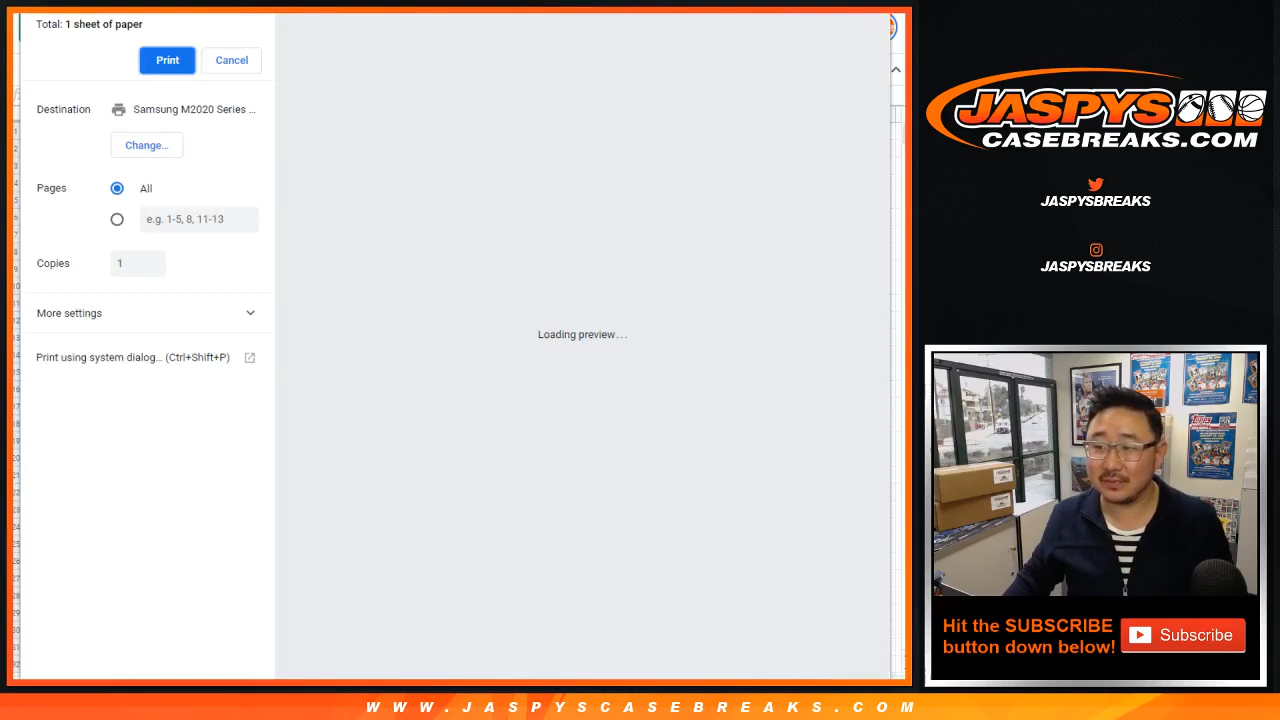 Total: 1 sheet of paper
Print
Cancel
Destination
Samsung M2020 Series ...
Change...
Pages
All
e.g. 1-5, 8, 11-13
Copies
1
More settings
Print using system dialog... (Ctrl+Shift+P)
Loading preview...
JASPYS
CASEBREAKS.COM
JASPYSBREAKS
JASPYSBREAKS
Topps
Hit the SUBSCRIBE
button down below!
Subscribe
WWW.JASPYSCASEBREAKS.COM